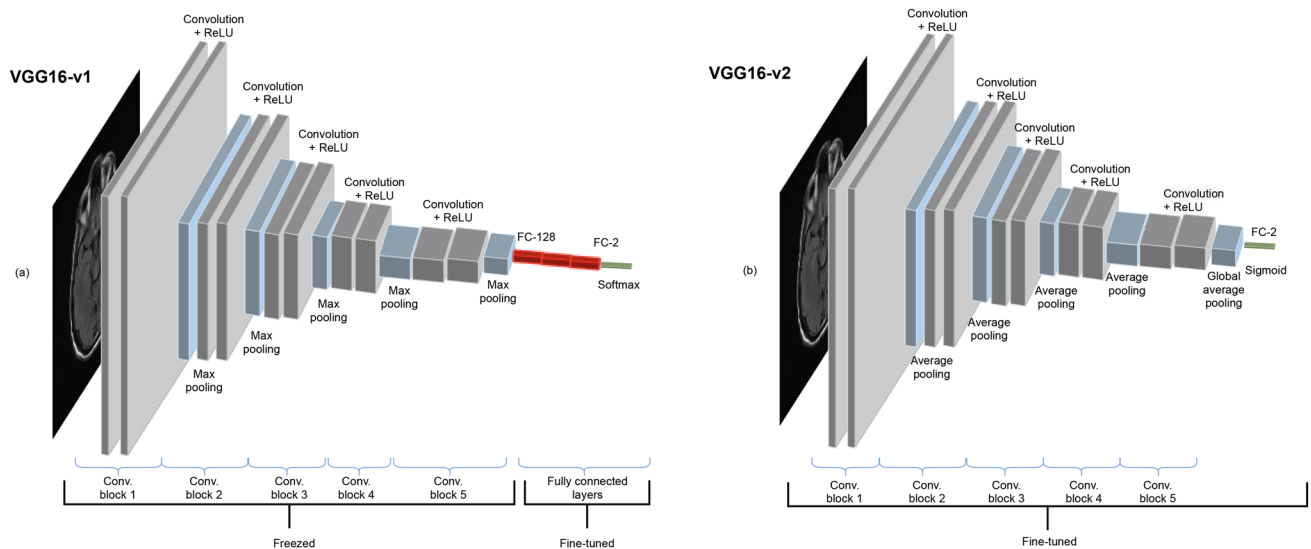 VGG16-v1
(a)
Convolution
+ ReLU
Convolution
+ ReLU
Convolution
+ ReLU
Convolution
+ ReLU
Convolution
+ ReLU
Max
pooling
Max
pooling
Max
pooling
Max
pooling
Max
pooling
FC-128
FC-2
Softmax
Conv.
block 1
Conv.
block 2
Conv.
block 3
Conv.
block 4
Conv.
block 5
Fully connected
layers
Freezed
Fine-tuned
VGG16-v2
(b)
Convolution
+ ReLU
Convolution
+ ReLU
Convolution
+ ReLU
Convolution
+ ReLU
Convolution
+ ReLU
Average
pooling
Average
pooling
Average
pooling
Average
pooling
Global
average
pooling
FC-2
Sigmoid
Conv.
block 1
Conv.
block 2
Conv.
block 3
Conv.
block 4
Conv.
block 5
Fine-tuned